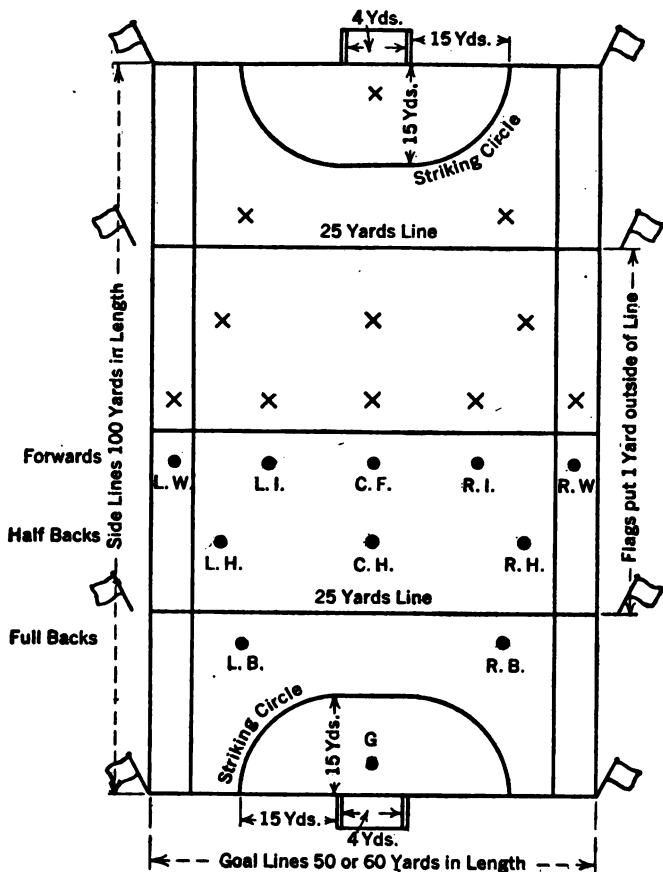 4 Yds.
15 Yds.
15 Yds.
Striking Circle
25 Yards Line
Side Lines 100 Yards in Length
Flags put 1 Yard outside of Line
Forwards
L. W.
L. I.
C. F.
R. I.
R. W
Half Backs
L. H.
C. H.
R. H.
25 Yards Line
Full Backs
L. B.
R. B.
Striking Circle
15 Yds.
G
15 Yds.
4 Yds.
Goal Lines 50 or 60 Yards in Length